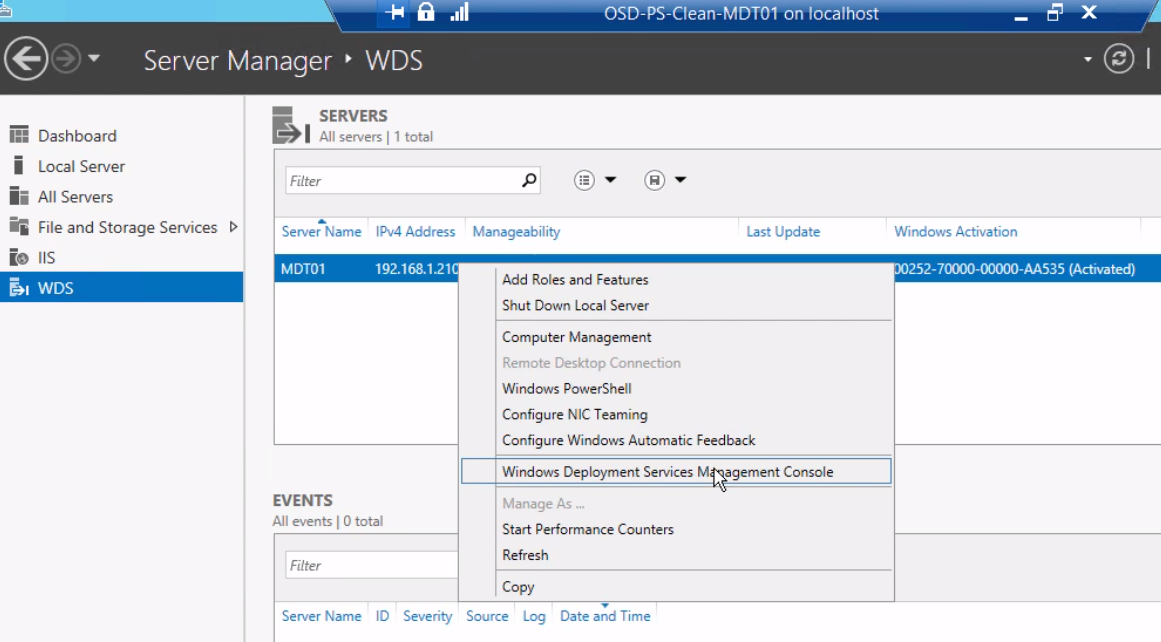 OSD-PS-Clean-MDT01 on localhost
Server Manager ‣ WDS
Dashboard
Local Server
All Servers
File and Storage Services
IIS
WDS
SERVERS
All servers | 1 total
Filter
Server Name IPv4 Address Manageability Last Update Windows Activation
MDT01 192.168.1.210 00252-70000-00000-AA535 (Activated)
Add Roles and Features
Shut Down Local Server
Computer Management
Remote Desktop Connection
Windows PowerShell
Configure NIC Teaming
Configure Windows Automatic Feedback
Windows Deployment Services Management Console
Manage As ...
Start Performance Counters
Refresh
Copy
EVENTS
All events | 0 total
Filter
Server Name ID Severity Source Log Date and Time